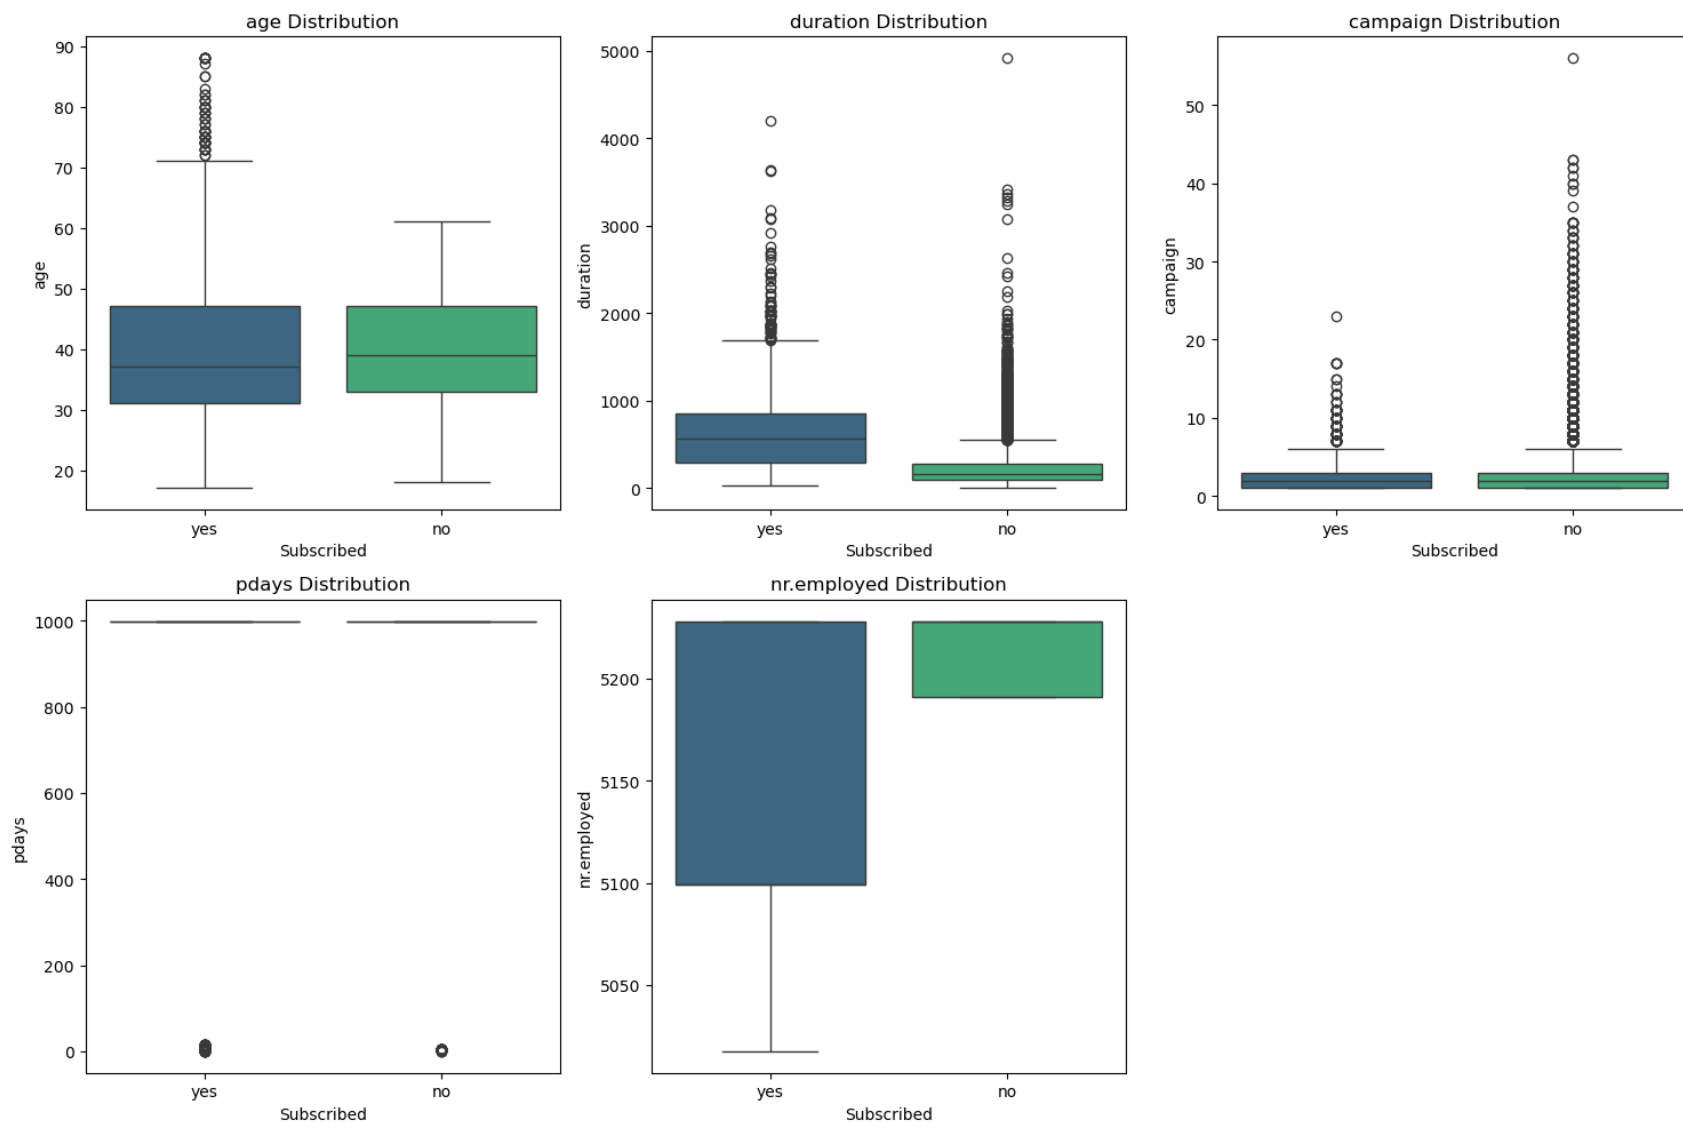 age Distribution
90
80
70
60
50
40
30
20
age
yes
no
Subscribed
duration Distribution
5000
4000
3000
2000
1000
0
duration
yes
no
Subscribed
campaign Distribution
50
40
30
20
10
0
campaign
yes
no
Subscribed
pdays Distribution
1000
800
600
400
200
0
pdays
yes
no
Subscribed
nr.employed Distribution
5200
5150
5100
5050
nr.employed
yes
no
Subscribed